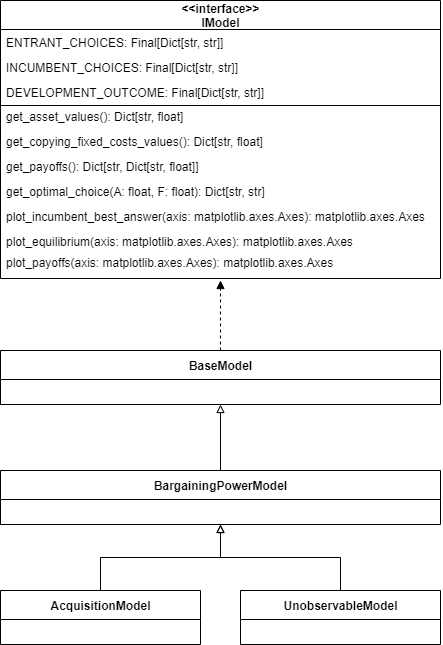 <<interface>>
IModel
ENTRANT_CHOICES: Final[Dict[str, str]]
INCUMBENT_CHOICES: Final[Dict[str, str]]
DEVELOPMENT_OUTCOME: Final[Dict[str, str]]
get_asset_values(): Dict[str, float]
get_copying_fixed_costs_values(): Dict[str, float]
get_payoffs(): Dict[str, Dict[str, float]]
get_optimal_choice(A: float, F: float): Dict[str, str]
plot_incumbent_best_answer(axis: matplotlib.axes.Axes): matplotlib.axes.Axes
plot_equilibrium(axis: matplotlib.axes.Axes): matplotlib.axes.Axes
plot_payoffs(axis: matplotlib.axes.Axes): matplotlib.axes.Axes
BaseModel
BargainingPowerModel
AcquisitionModel
UnobservableModel